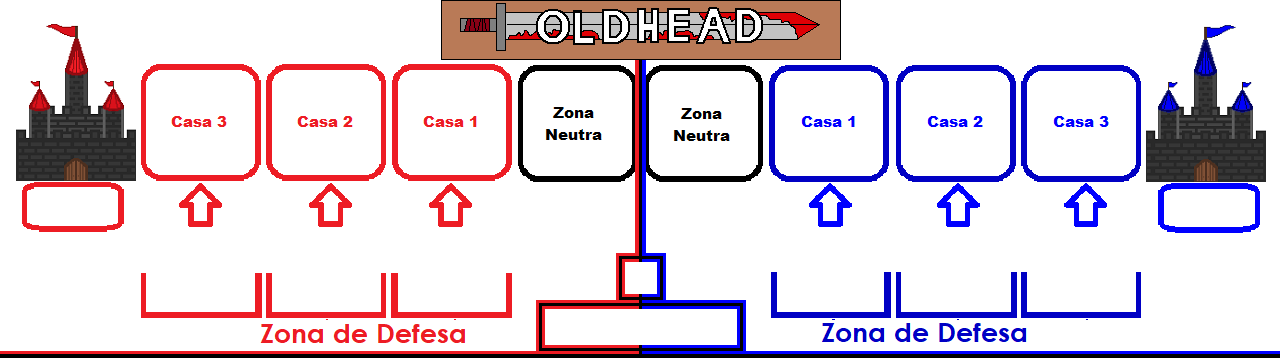 OLDHEAD
Casa 3
Casa 2
Casa 1
Zona
Neutra
Zona
Neutra
Casa 1
Casa 2
Casa 3
Zona de Defesa
Zona de Defesa